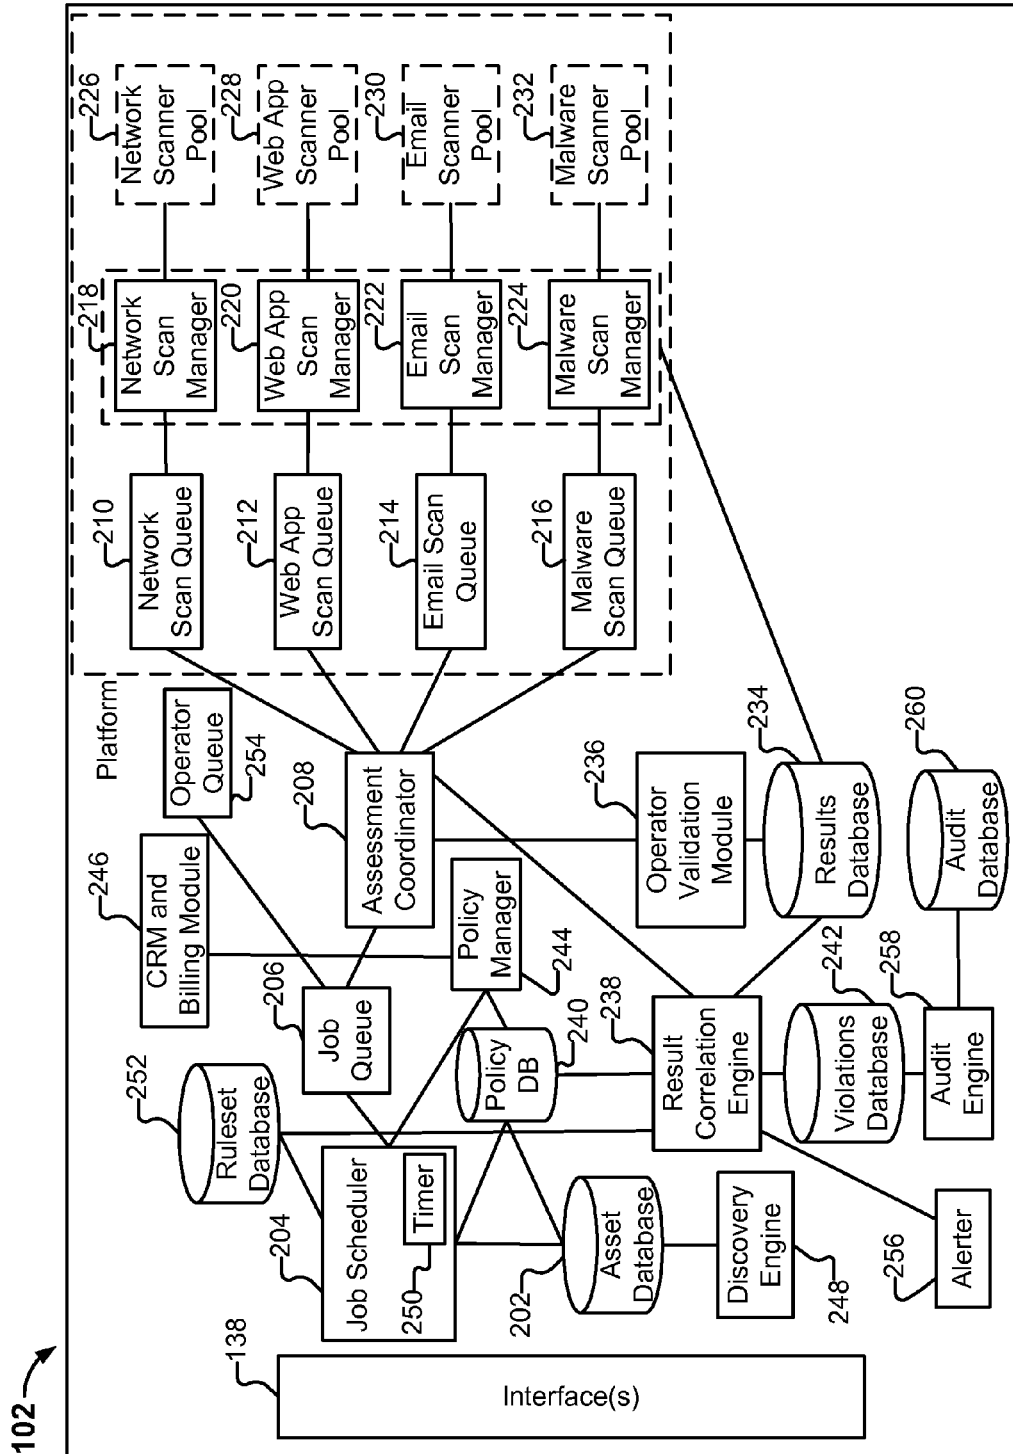 102
138
Interface(s)
204
Job Scheduler
250
Timer
252
Ruleset
Database
202
Asset
Database
Discovery
Engine
248
256
Alerter
206
Job
Queue
246
CRM and
Billing Module
Policy
Manager
244
Policy
DB
240
238
Result
Correlation
Engine
Violations
Database
242
Audit
Engine
258
Audit
Database
260
Platform
Operator
Queue
254
208
Assessment
Coordinator
236
Operator
Validation
Module
234
Results
Database
210
Network
Scan Queue
212
Web App
Scan Queue
214
Email Scan
Queue
216
Malware
Scan Queue
218
Network
Scan
Manager
220
Web App
Scan
Manager
222
Email
Scan
Manager
224
Malware
Scan
Manager
226
Network
Scanner
Pool
228
Web App
Scanner
Pool
230
Email
Scanner
Pool
232
Malware
Scanner
Pool